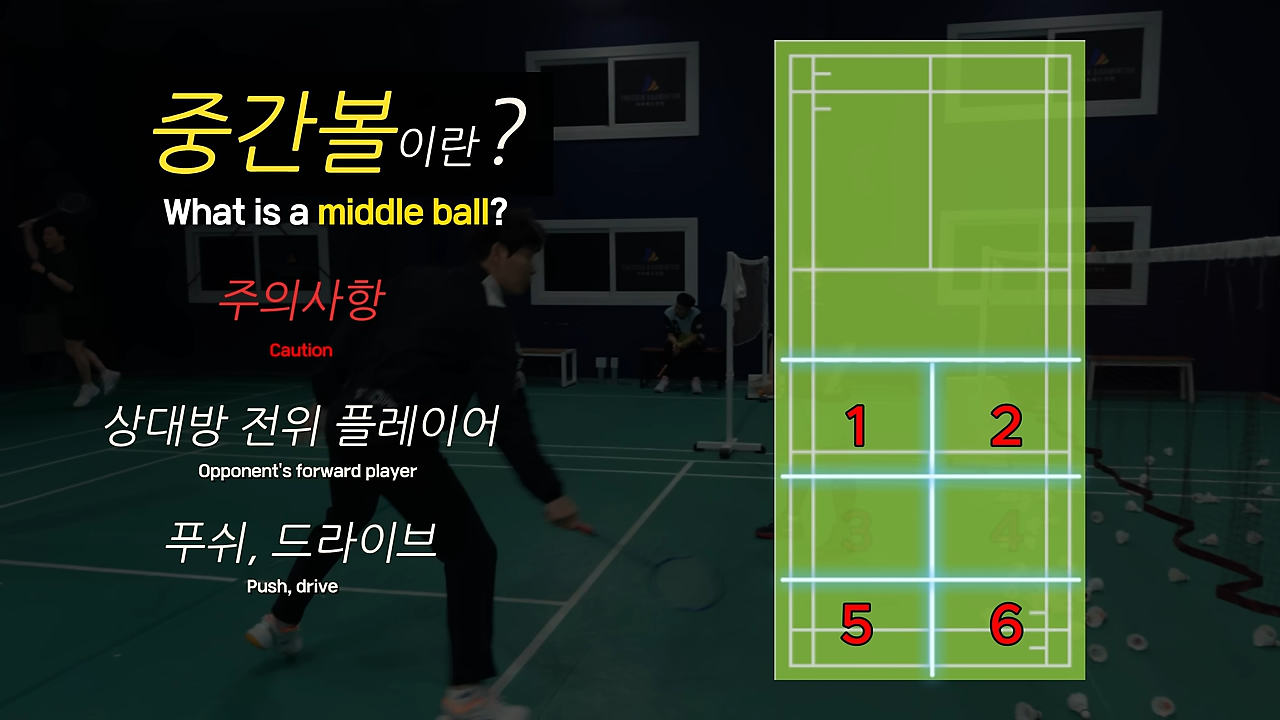 중간볼이란?
What is a middle ball?
주의사항
Caution
상대방 전위 플레이어
Opponent's forward player
푸쉬, 드라이브
Push, drive
1 2
3 4
5 6